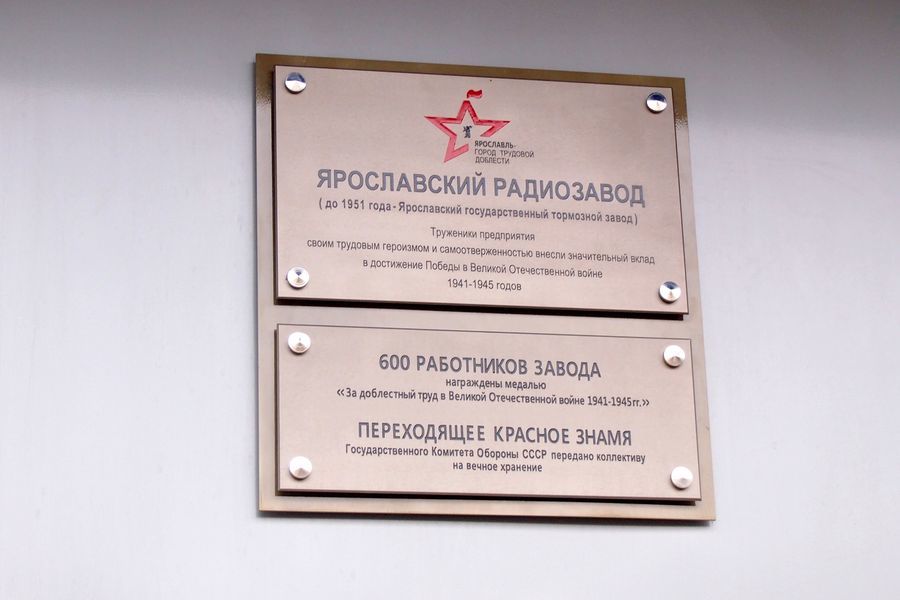 ЯРОСЛАВЛЬ-
ГОРОД ТРУДОВОЙ
ДОБЛЕСТИ
ЯРОСЛАВСКИЙ РАДИОЗАВОД
( до 1951 года - Ярославский государственный тормозной завод )
Труженики предприятия
своим трудовым героизмом и самоотверженностью внесли значительный вклад
в достижение Победы в Великой Отечественной войне
1941-1945 годов
600 РАБОТНИКОВ ЗАВОДА
награждены медалью
«За доблестный труд в Великой Отечественной войне 1941-1945гг.»
ПЕРЕХОДЯЩЕЕ КРАСНОЕ ЗНАМЯ
Государственного Комитета Обороны СССР передано коллективу
на вечное хранение